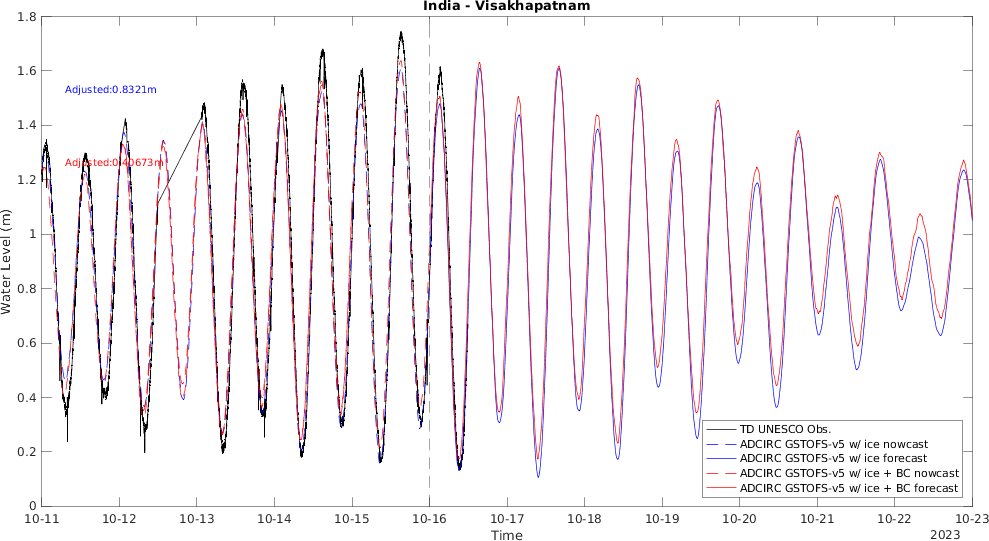 India - Visakhapatnam
1.8
1.6
1.4
1.2
1
0.8
0.6
0.4
0.2
0
Water Level (m)
Adjusted:0.8321m
Adjusted:0.40673m
TD UNESCO Obs.
ADCIRC GSTOFS-v5 w/ ice nowcast
ADCIRC GSTOFS-v5 w/ ice forecast
ADCIRC GSTOFS-v5 w/ ice + BC nowcast
ADCIRC GSTOFS-v5 w/ ice + BC forecast
10-11 10-12 10-13 10-14 10-15 10-16 10-17 10-18 10-19 10-20 10-21 10-22 10-23
Time
2023